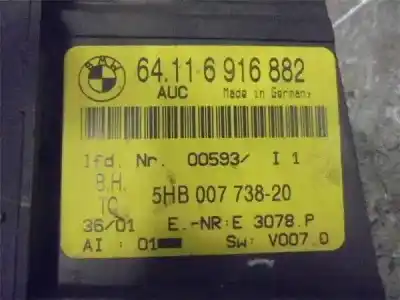 BMW
64.11 6 916 882
AUC Made in Germany
lfd. Nr. 00593/ I 1
B.H.
TC 5HB 007 738-20
36/01 E.-NR:E 3078.P
AI : 01 Sw: V007.0